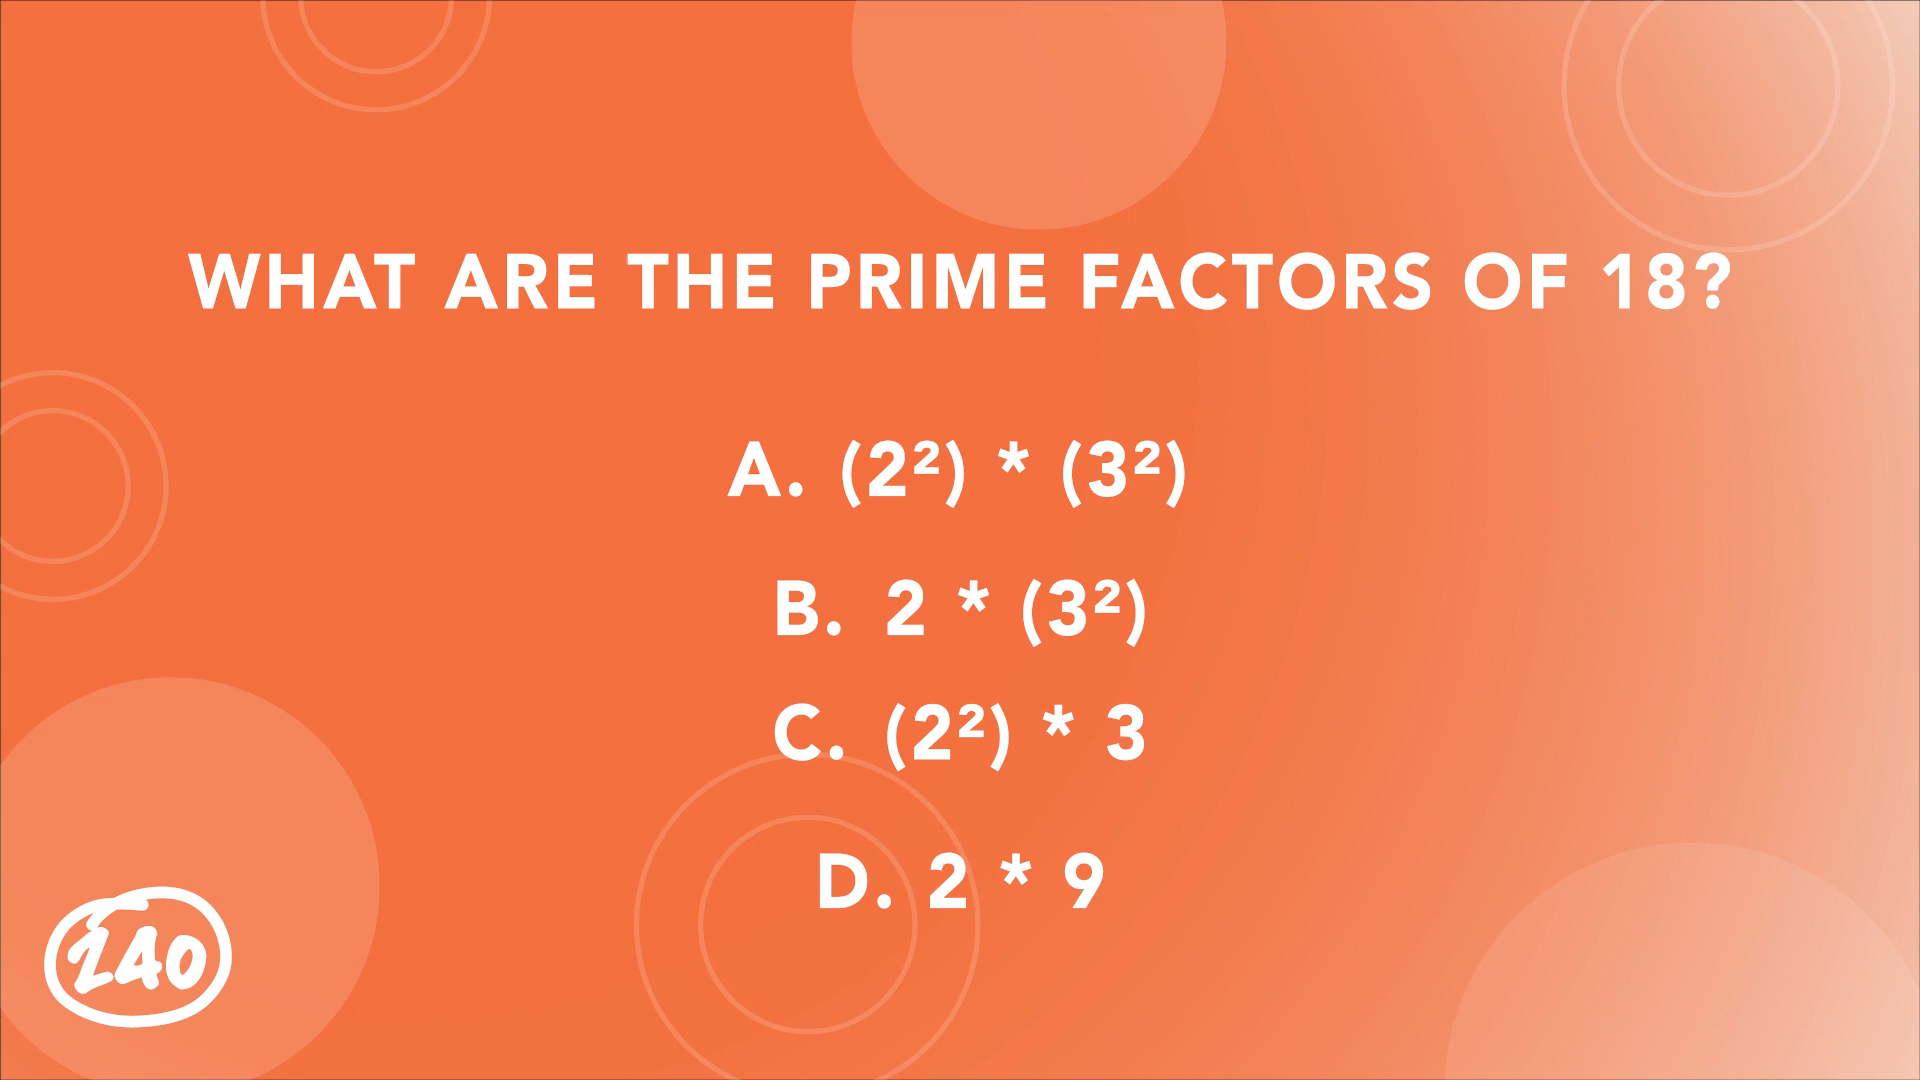 WHAT ARE THE PRIME FACTORS OF 18?
A. (2²) * (3²)
B. 2 * (3²)
C. (2²) * 3
D. 2 * 9
240